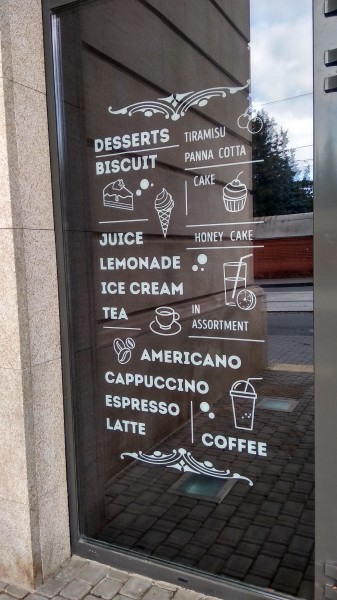 DESSERTS
BISCUIT
TIRAMISU
PANNA COTTA
CAKE
JUICE
LEMONADE
ICE CREAM
TEA
HONEY CAKE
IN
ASSORTMENT
AMERICANO
CAPPUCCINO
ESPRESSO
LATTE
COFFEE